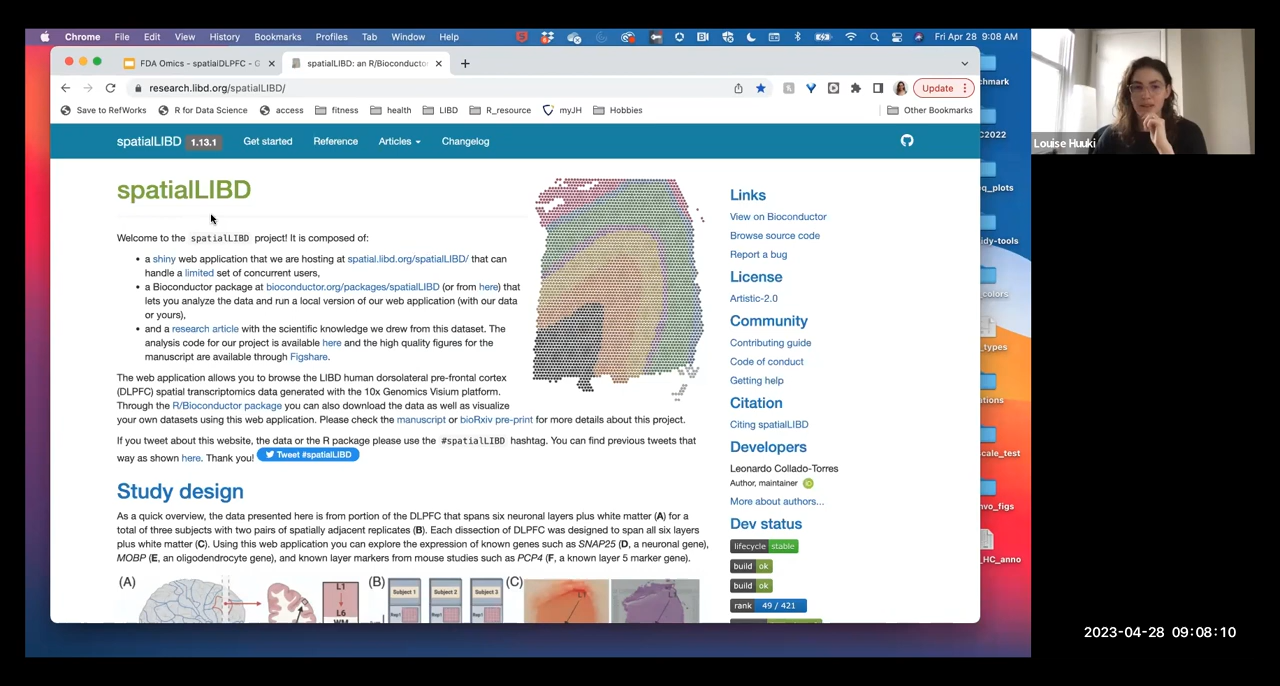 Chrome File Edit View History Bookmarks Profiles Tab Window Help Fri Apr 28 9:08 AM
FDA Omics - spatialDLPFC - G
spatialLIBD: an R/Bioconductor
research.libd.org/spatialLIBD/
Update
Save to RefWorks R for Data Science access fitness health LIBD R_resource myJH Hobbies Other Bookmarks
spatialLIBD 1.13.1 Get started Reference Articles Changelog
spatialLIBD
Welcome to the spatialLIBD project! It is composed of:
a shiny web application that we are hosting at spatial.libd.org/spatialLIBD/ that can
handle a limited set of concurrent users,
a Bioconductor package at bioconductor.org/packages/spatialLIBD (or from here) that
lets you analyze the data and run a local version of our web application (with our data
or yours),
and a research article with the scientific knowledge we drew from this dataset. The
analysis code for our project is available here and the high quality figures for the
manuscript are available through Figshare.
The web application allows you to browse the LIBD human dorsolateral pre-frontal cortex
(DLPFC) spatial transcriptomics data generated with the 10x Genomics Visium platform.
Through the R/Bioconductor package you can also download the data as well as visualize
your own datasets using this web application. Please check the manuscript or bioRxiv pre-print for more details about this project.
If you tweet about this website, the data or the R package please use the #spatialLIBD hashtag. You can find previous tweets that
way as shown here. Thank you! Tweet #spatialLIBD
Study design
As a quick overview, the data presented here is from portion of the DLPFC that spans six neuronal layers plus white matter (A) for a
total of three subjects with two pairs of spatially adjacent replicates (B). Each dissection of DLPFC was designed to span all six layers
plus white matter (C). Using this web application you can explore the expression of known genes such as SNAP25 (D, a neuronal gene),
MOBP (E, an oligodendrocyte gene), and known layer markers from mouse studies such as PCP4 (F, a known layer 5 marker gene).
(A) (B) (C)
Subject 1 Subject 2 Subject 3
L1
L6
WM
L1
L1
Links
View on Bioconductor
Browse source code
Report a bug
License
Artistic-2.0
Community
Contributing guide
Code of conduct
Getting help
Citation
Citing spatialLIBD
Developers
Leonardo Collado-Torres
Author, maintainer
More about authors...
Dev status
lifecycle stable
build ok
build ok
rank 49 / 421
chmark
C2022
q_plots
idy-tools
_colors
_types
ations
scale_test
nvo_figs
_HC_anno
Louise Huuki
2023-04-28 09:08:10